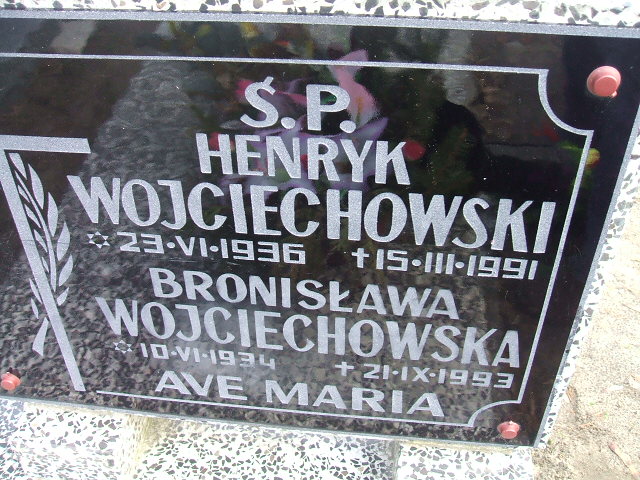 Ś.P.
HENRYK
WOJCIECHOWSKI
✡ 23·VI·1936 ✝ 15·III·1991
BRONISŁAWA
WOJCIECHOWSKA
✡ 10·VI·1934 ✝ 21·IX·1993
AVE MARIA